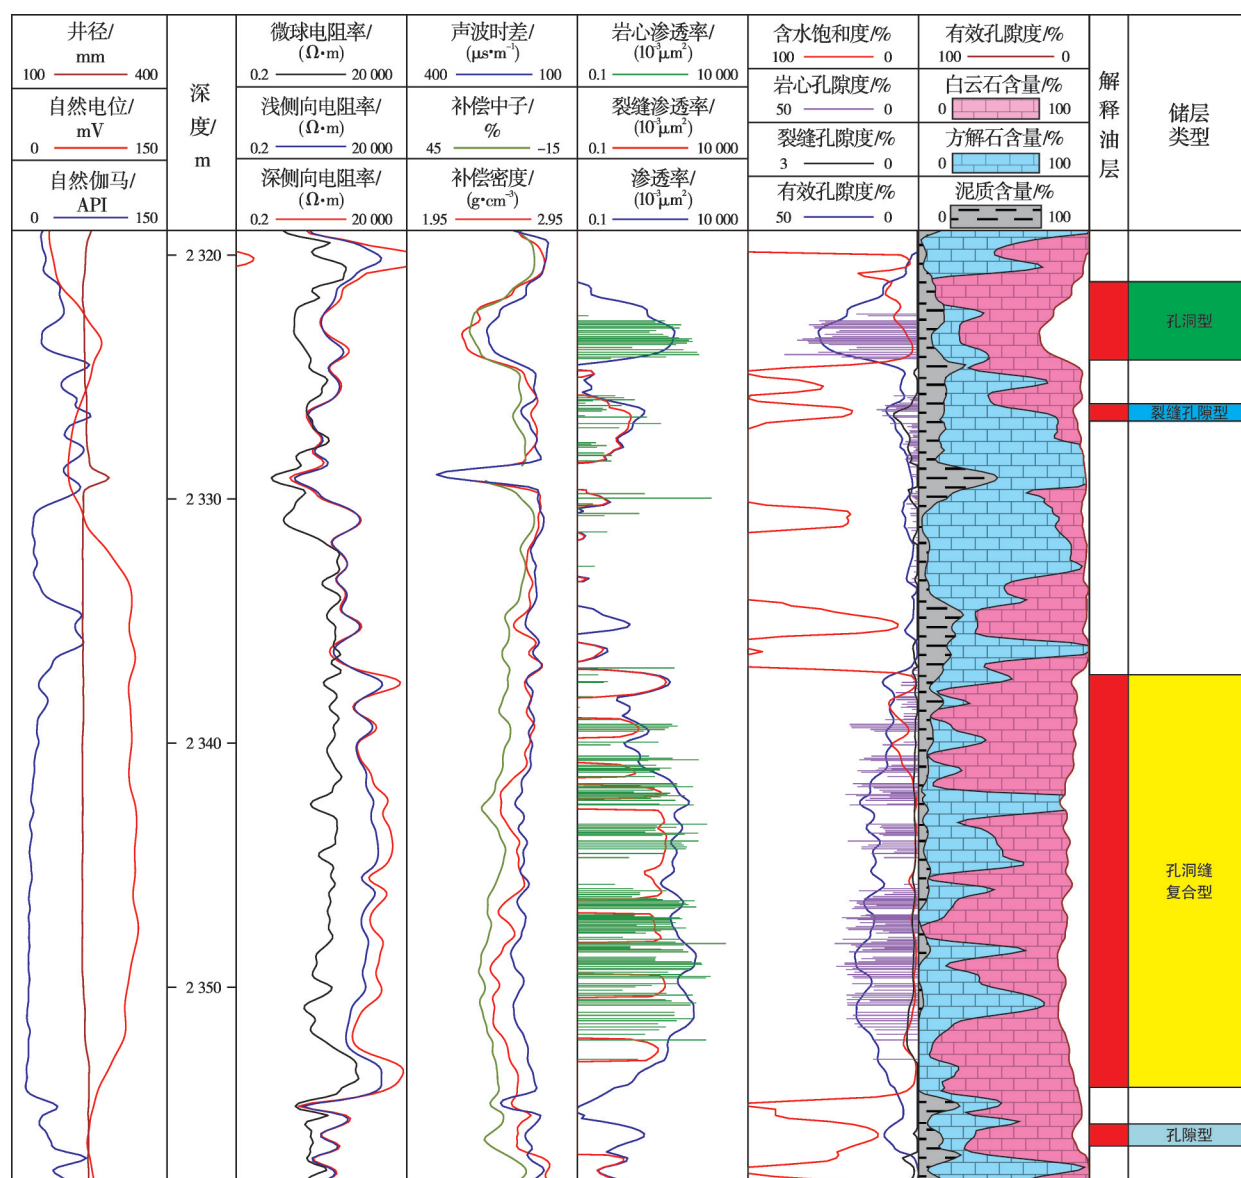 井径/
mm
100 400
自然电位/
mV
0 150
自然伽马/
API
0 150
深
度/
m
微球电阻率/
(Ω•m)
0.2 20 000
浅侧向电阻率/
(Ω•m)
0.2 20 000
深侧向电阻率/
(Ω•m)
0.2 20 000
声波时差/
(μs•m⁻¹)
400 100
补偿中子/
%
45 −15
补偿密度/
(g•cm⁻³)
1.95 2.95
岩心渗透率/
(10⁻³μm²)
0.1 10 000
裂缝渗透率/
(10⁻³μm²)
0.1 10 000
渗透率/
(10⁻³μm²)
0.1 10 000
含水饱和度/%
100 0
岩心孔隙度/%
50 0
裂缝孔隙度/%
3 0
有效孔隙度/%
50 0
有效孔隙度/%
100 0
白云石含量/%
0 100
方解石含量/%
0 100
泥质含量/%
0 100
解
释
油
层
储层
类型
2 320
2 330
2 340
2 350
孔洞型
裂缝孔隙型
孔洞缝
复合型
孔隙型